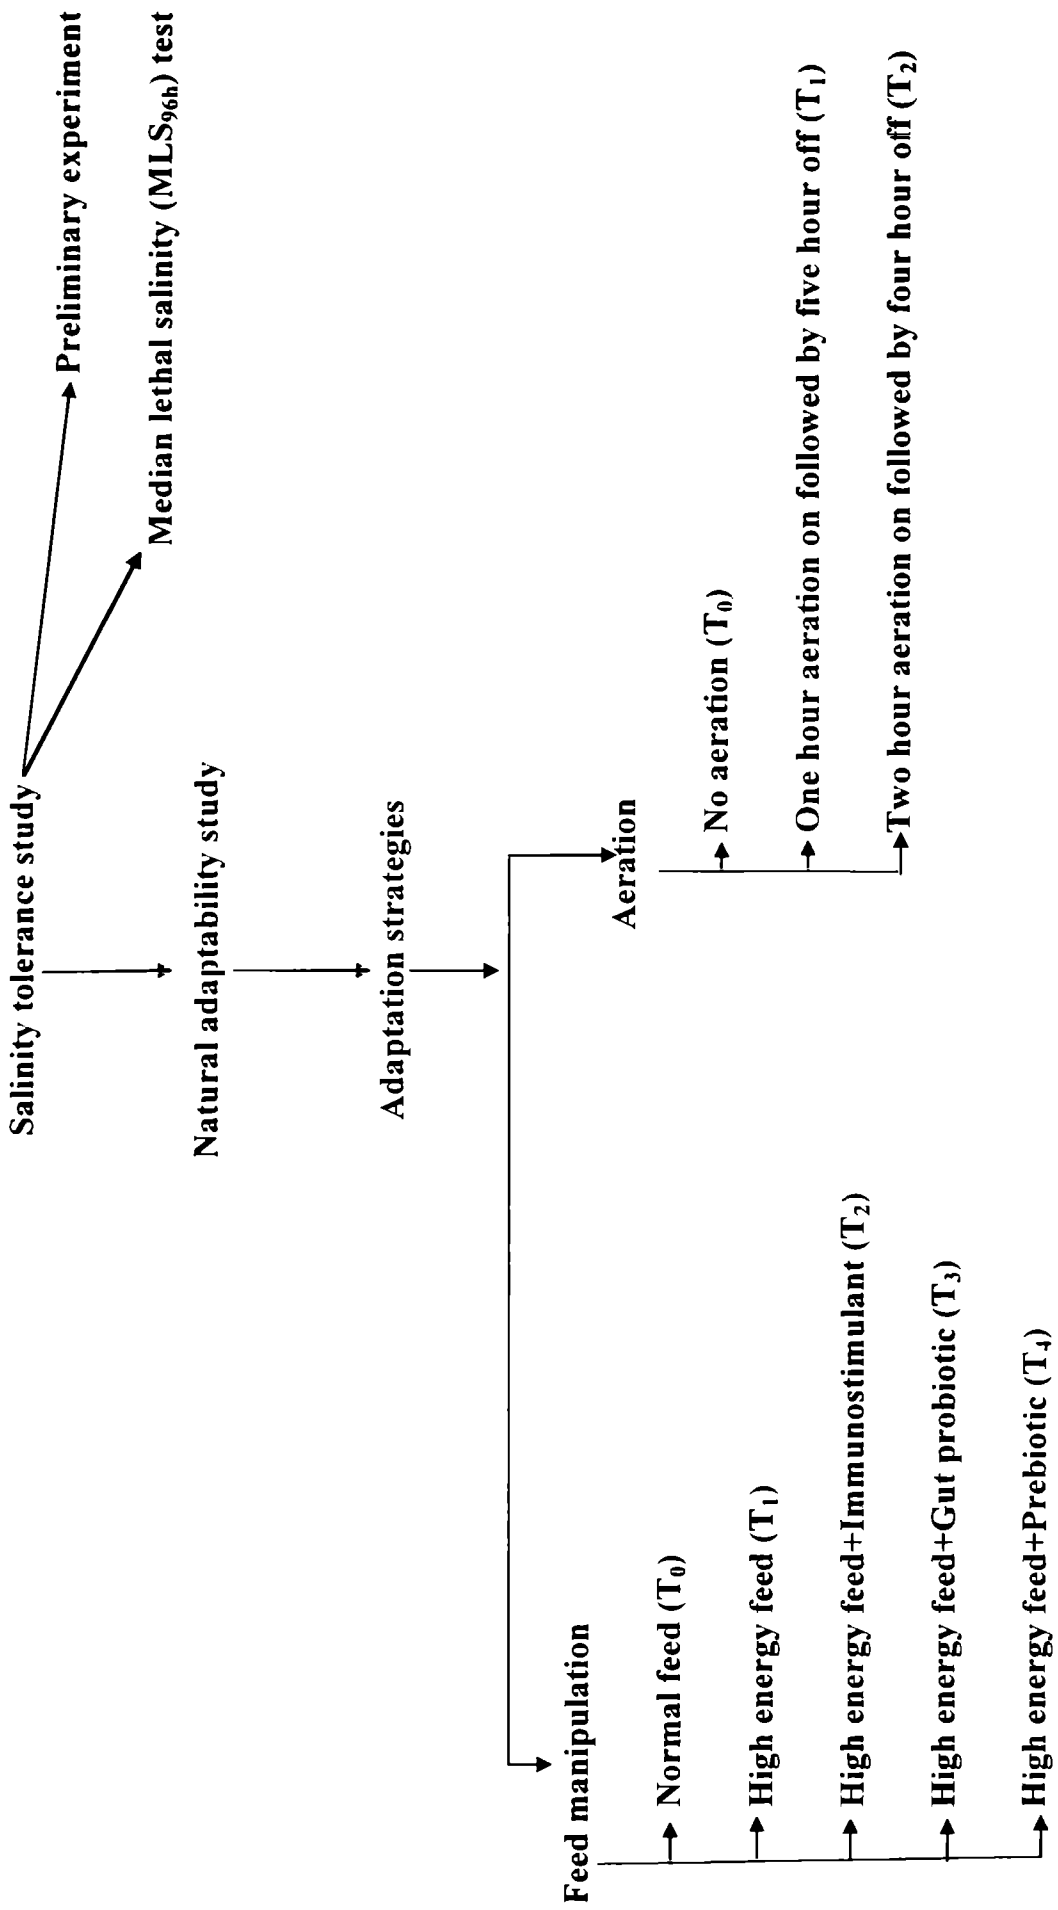 Salinity tolerance study
Preliminary experiment
Median lethal salinity (MLS₉₆ₕ) test
Natural adaptability study
Adaptation strategies
Feed manipulation
Normal feed (T₀)
High energy feed (T₁)
High energy feed+Immunostimulant (T₂)
High energy feed+Gut probiotic (T₃)
High energy feed+Prebiotic (T₄)
Aeration
No aeration (T₀)
One hour aeration on followed by five hour off (T₁)
Two hour aeration on followed by four hour off (T₂)